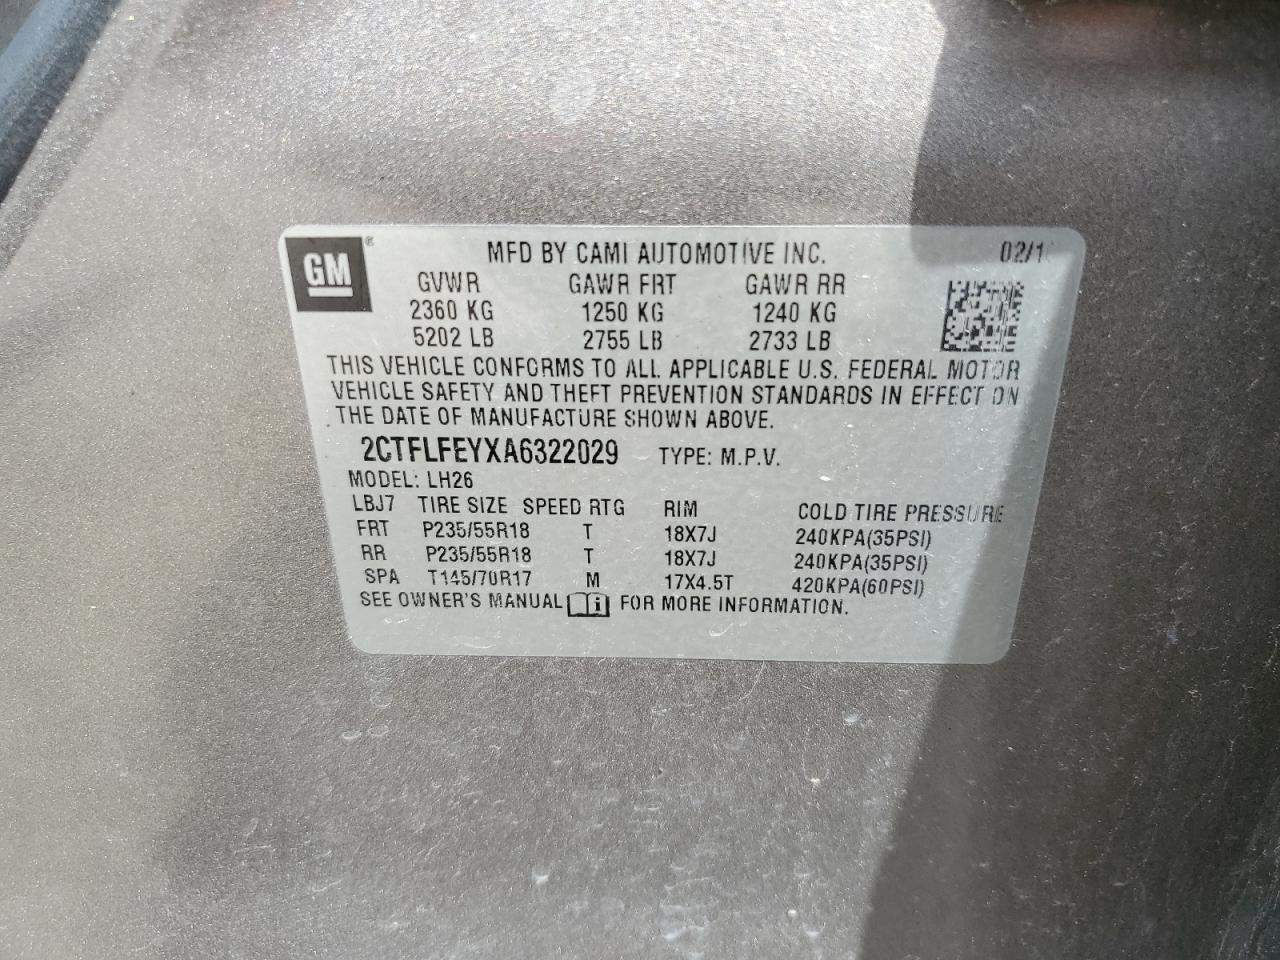 GM ® MFD BY CAMI AUTOMOTIVE INC. 02/1
GVWR GAWR FRT GAWR RR
2360 KG 1250 KG 1240 KG
5202 LB 2755 LB 2733 LB
THIS VEHICLE CONFORMS TO ALL APPLICABLE U.S. FEDERAL MOTOR
VEHICLE SAFETY AND THEFT PREVENTION STANDARDS IN EFFECT ON
THE DATE OF MANUFACTURE SHOWN ABOVE.
2CTFLFEYXA6322029 TYPE: M.P.V.
MODEL: LH26
LBJ7 TIRE SIZE SPEED RTG RIM COLD TIRE PRESSURE
FRT P235/55R18 T 18X7J 240KPA(35PSI)
RR P235/55R18 T 18X7J 240KPA(35PSI)
SPA T145/70R17 M 17X4.5T 420KPA(60PSI)
SEE OWNER'S MANUAL i FOR MORE INFORMATION.